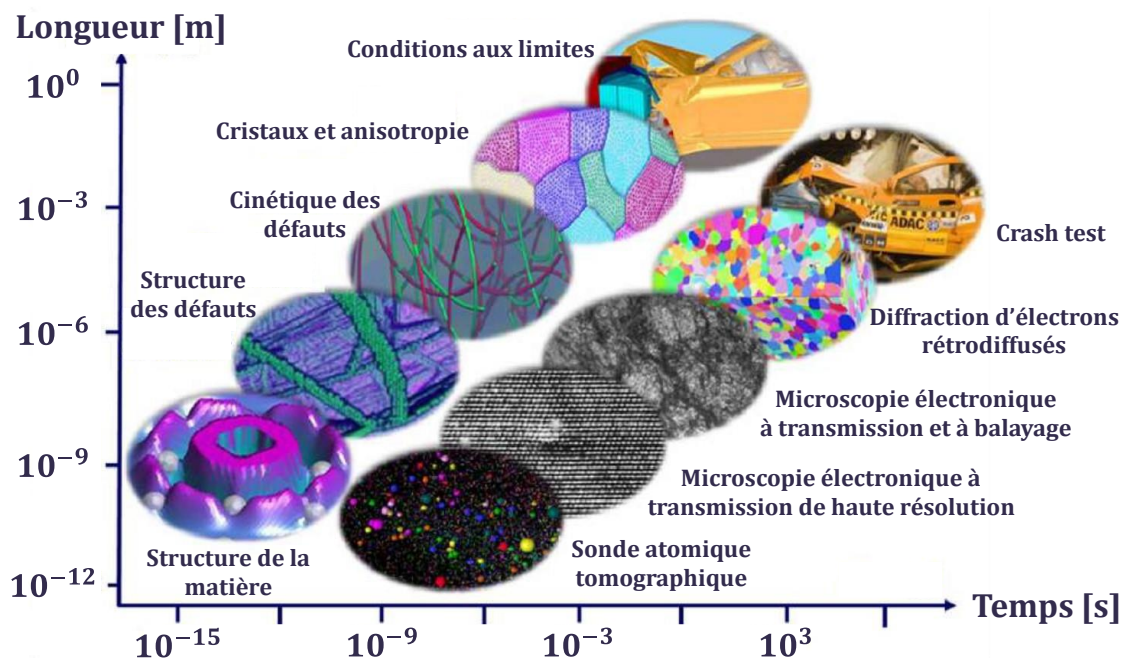 Longueur [m]
Conditions aux limites
10⁰
Cristaux et anisotropie
Cinétique des
défauts
10⁻³
ADAC
Crash test
Structure
des défauts
10⁻⁶
Diffraction d’électrons
rétrodiffusés
Microscopie électronique
à transmission et à balayage
10⁻⁹
Microscopie électronique à
transmission de haute résolution
Structure de la
matière
Sonde atomique
tomographique
10⁻¹²
Temps [s]
10⁻¹⁵
10⁻⁹
10⁻³
10³